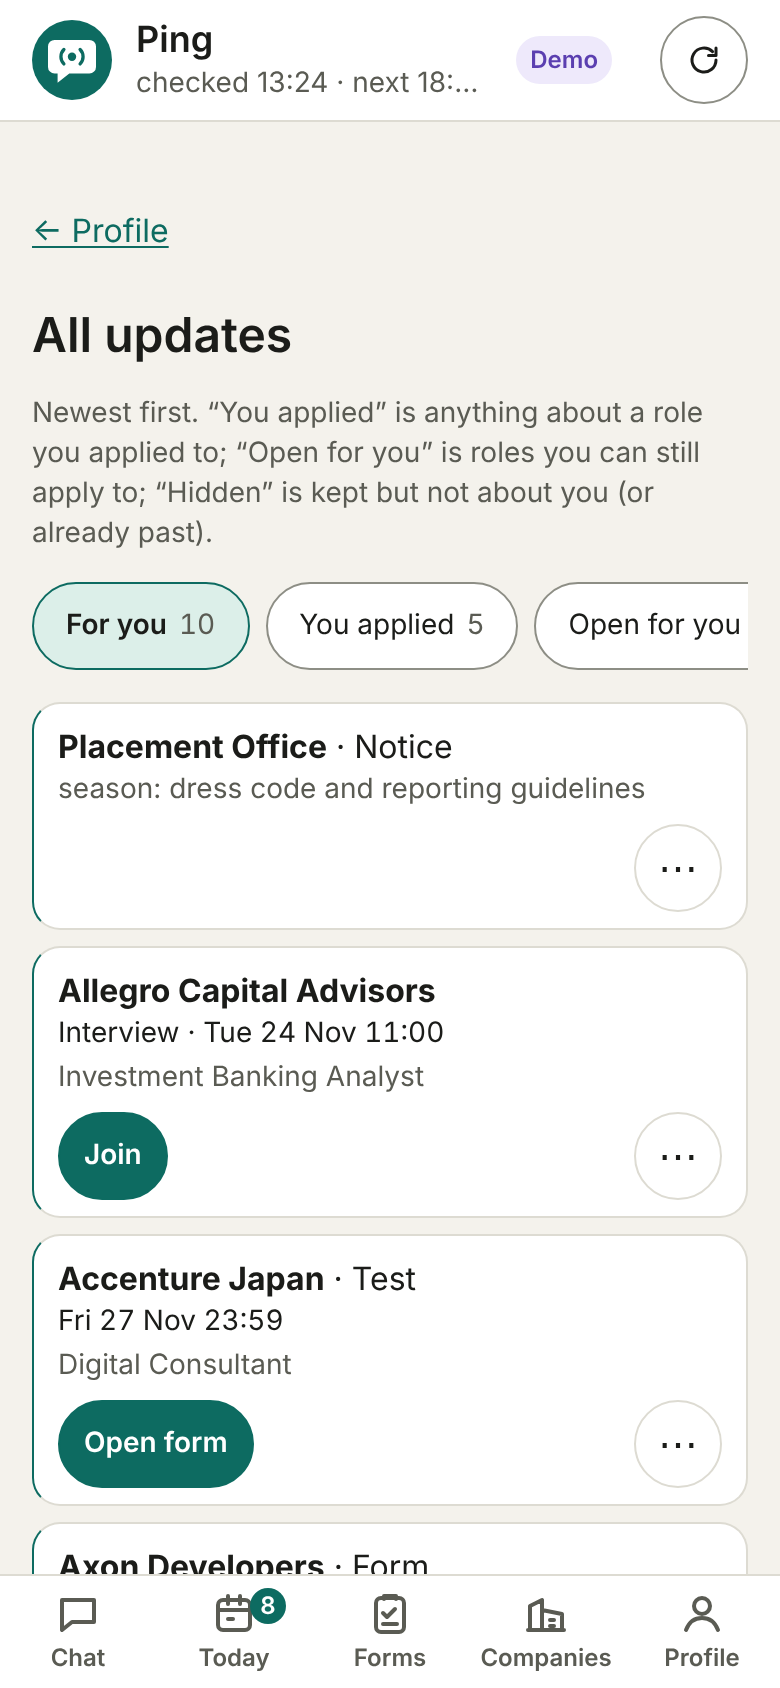 Ping
checked 13:24 · next 18:...
Demo
← Profile
All updates
Newest first. “You applied” is anything about a role
you applied to; “Open for you” is roles you can still
apply to; “Hidden” is kept but not about you (or
already past).
For you 10
You applied 5
Open for you
Placement Office · Notice
season: dress code and reporting guidelines
...
Allegro Capital Advisors
Interview · Tue 24 Nov 11:00
Investment Banking Analyst
Join
...
Accenture Japan · Test
Fri 27 Nov 23:59
Digital Consultant
Open form
...
Axon Developers · Form
8
Chat
Today
Forms
Companies
Profile